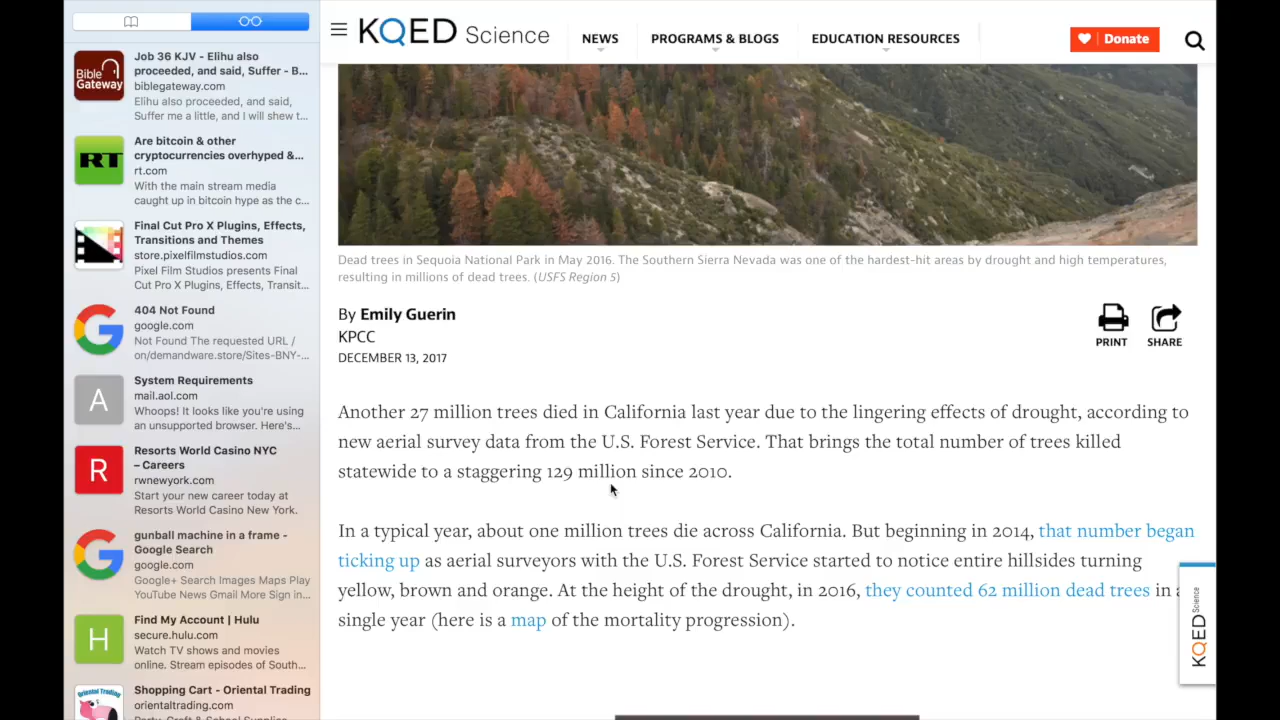 Job 36 KJV - Elihu also
proceeded, and said, Suffer - B...
biblegateway.com
Elihu also proceeded, and said,
Suffer me a little, and I will shew t...
Bible
Gateway
Are bitcoin & other
cryptocurrencies overhyped &...
rt.com
With the main stream media
caught up in bitcoin hype as the c...
RT
Final Cut Pro X Plugins, Effects,
Transitions and Themes
store.pixelfilmstudios.com
Pixel Film Studios presents Final
Cut Pro X Plugins, Effects, Transit...
404 Not Found
google.com
Not Found The requested URL /
on/demandware.store/Sites-BNY-...
G
System Requirements
mail.aol.com
Whoops! It looks like you're using
an unsupported browser. Here's...
A
Resorts World Casino NYC
– Careers
rwnewyork.com
Start your new career today at
Resorts World Casino New York.
R
gunball machine in a frame -
Google Search
google.com
Google+ Search Images Maps Play
YouTube News Gmail More Sign in...
G
Find My Account | Hulu
secure.hulu.com
Watch TV shows and movies
online. Stream episodes of South...
H
Shopping Cart - Oriental Trading
orientaltrading.com
Party, Craft & School Supplies
Oriental Trading
KQED Science
NEWS
PROGRAMS & BLOGS
EDUCATION RESOURCES
Donate
Dead trees in Sequoia National Park in May 2016. The Southern Sierra Nevada was one of the hardest-hit areas by drought and high temperatures,
resulting in millions of dead trees. (USFS Region 5)
By Emily Guerin
KPCC
DECEMBER 13, 2017
PRINT
SHARE
Another 27 million trees died in California last year due to the lingering effects of drought, according to
new aerial survey data from the U.S. Forest Service. That brings the total number of trees killed
statewide to a staggering 129 million since 2010.
In a typical year, about one million trees die across California. But beginning in 2014, that number began
ticking up as aerial surveyors with the U.S. Forest Service started to notice entire hillsides turning
yellow, brown and orange. At the height of the drought, in 2016, they counted 62 million dead trees in a
single year (here is a map of the mortality progression).
KQED Science